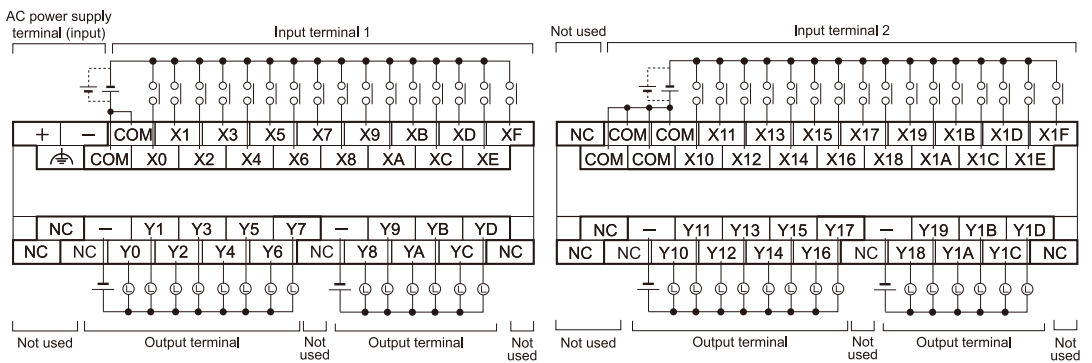 AC power supply
terminal (input)
Input terminal 1
+ – COM X1 X3 X5 X7 X9 XB XD XF
COM X0 X2 X4 X6 X8 XA XC XE
NC – Y1 Y3 Y5 Y7 – Y9 YB YD
NC NC Y0 Y2 Y4 Y6 NC Y8 YA YC NC
L L L L L L L L L L L L L L
Not used
Output terminal
Not
used
Output terminal
Not
used
Not used
Input terminal 2
NC COM COM X11 X13 X15 X17 X19 X1B X1D X1F
COM COM X10 X12 X14 X16 X18 X1A X1C X1E
NC – Y11 Y13 Y15 Y17 – Y19 Y1B Y1D
NC NC Y10 Y12 Y14 Y16 NC Y18 Y1A Y1C NC
L L L L L L L L L L L L L L
Not used
Output terminal
Not
used
Output terminal
Not
used